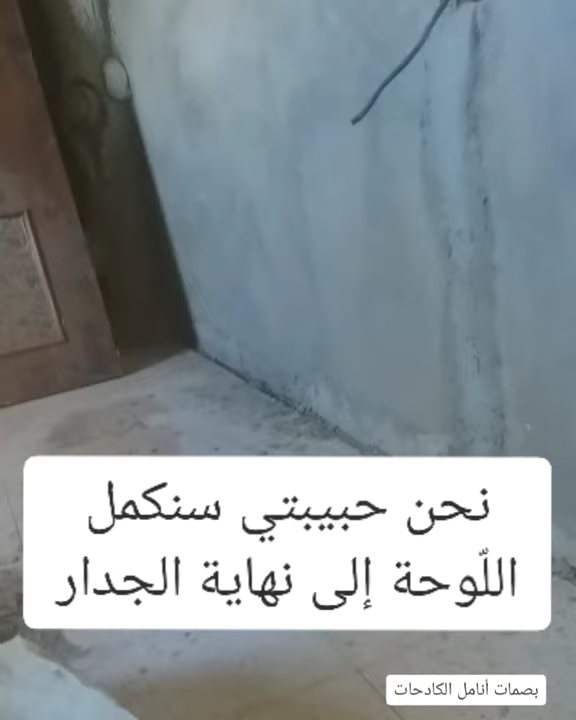 نحن حبيبتي سنكمل
اللّوحة إلى نهاية الجدار
بصمات أنامل الكادحات